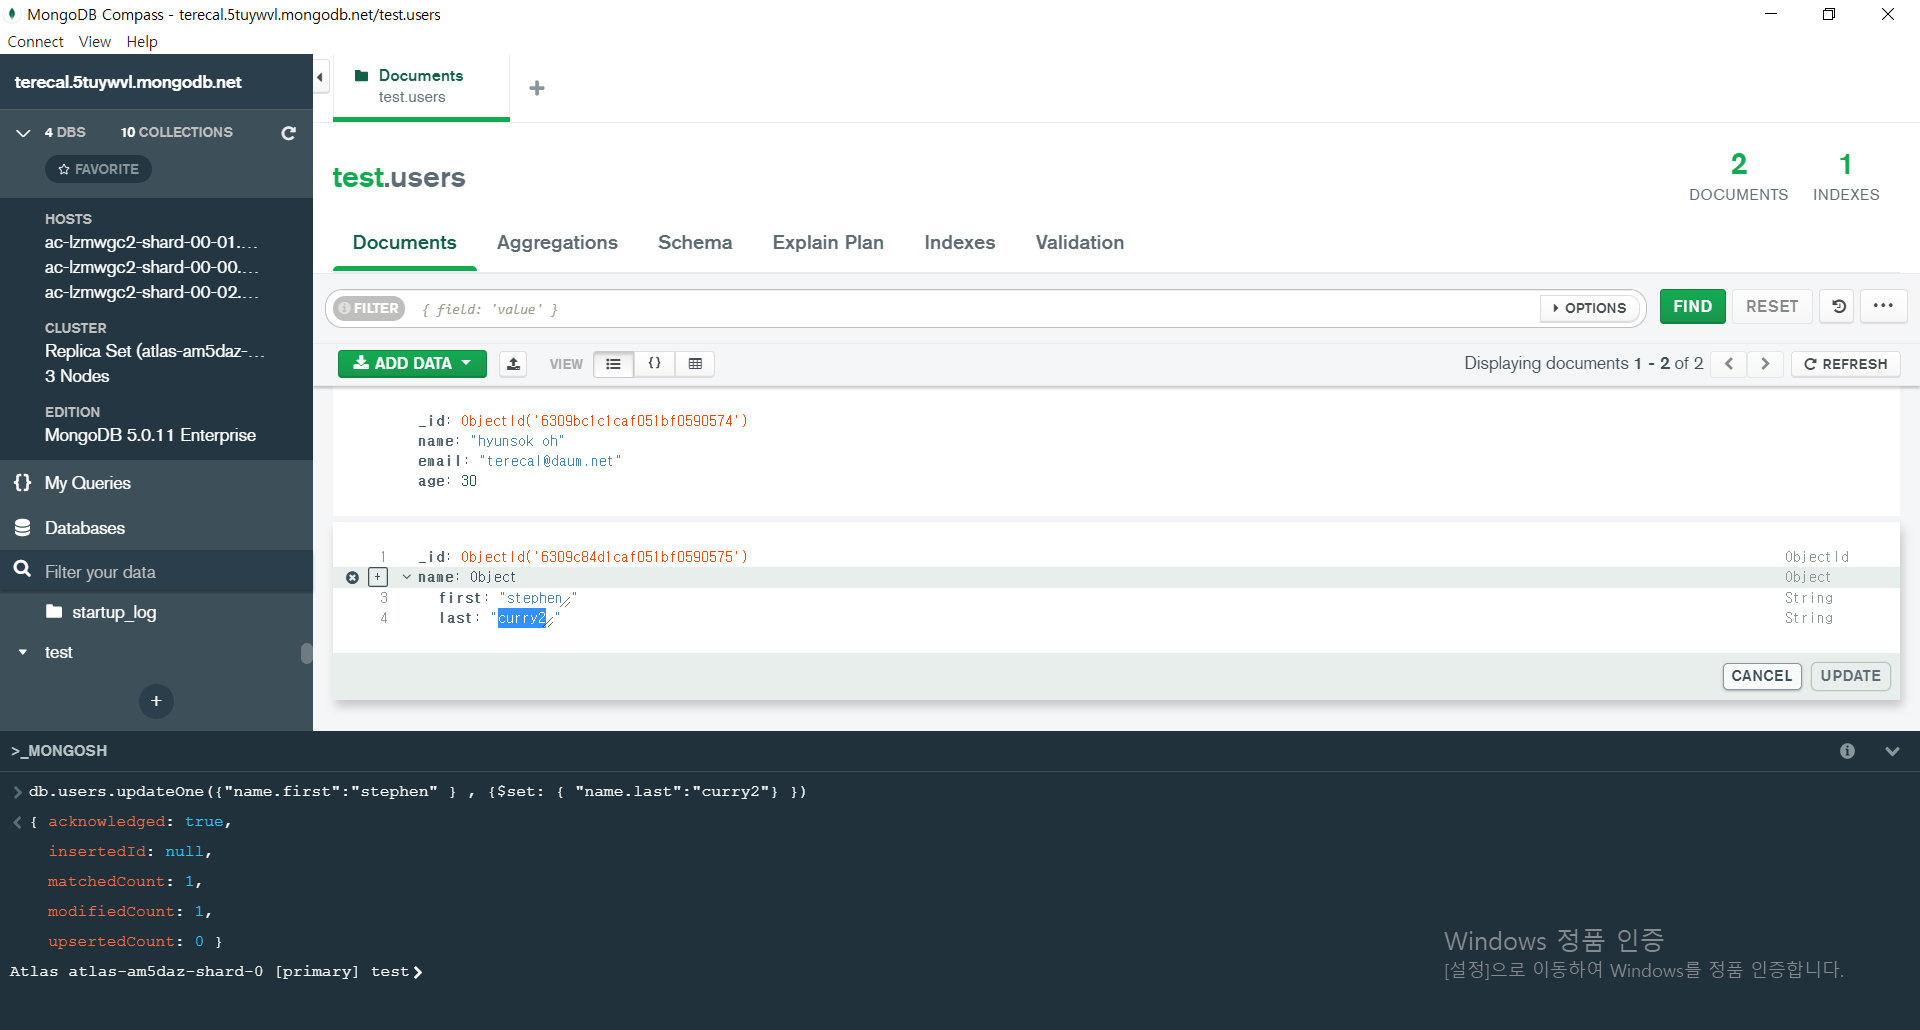 MongoDB Compass - terecal.5tuywvl.mongodb.net/test.users
Connect View Help
terecal.5tuywvl.mongodb.net
4 DBS 10 COLLECTIONS
FAVORITE
HOSTS
ac-lzmwgc2-shard-00-01....
ac-lzmwgc2-shard-00-00....
ac-lzmwgc2-shard-00-02....
CLUSTER
Replica Set (atlas-am5daz-...
3 Nodes
EDITION
MongoDB 5.0.11 Enterprise
{} My Queries
Databases
Filter your data
startup_log
test
+
Documents
test.users
+
test.users
2
DOCUMENTS
1
INDEXES
Documents Aggregations Schema Explain Plan Indexes Validation
FILTER { field: 'value' } OPTIONS FIND RESET ...
ADD DATA VIEW {} Displaying documents 1 - 2 of 2 < > REFRESH
_id: ObjectId('6309bc1c1caf051bf0590574')
name: "hyunsok oh"
email: "terecal@daum.net"
age: 30
1 _id: ObjectId('6309c84d1caf051bf0590575') ObjectId
+ name: Object Object
3 first: "stephen" String
4 last: "curry2" String
CANCEL UPDATE
>_MONGOSH
> db.users.updateOne({"name.first":"stephen" } , {$set: { "name.last":"curry2"} })
< { acknowledged: true,
insertedId: null,
matchedCount: 1,
modifiedCount: 1,
upsertedCount: 0 }
Atlas atlas-am5daz-shard-0 [primary] test>
Windows 정품 인증
[설정]으로 이동하여 Windows를 정품 인증합니다.